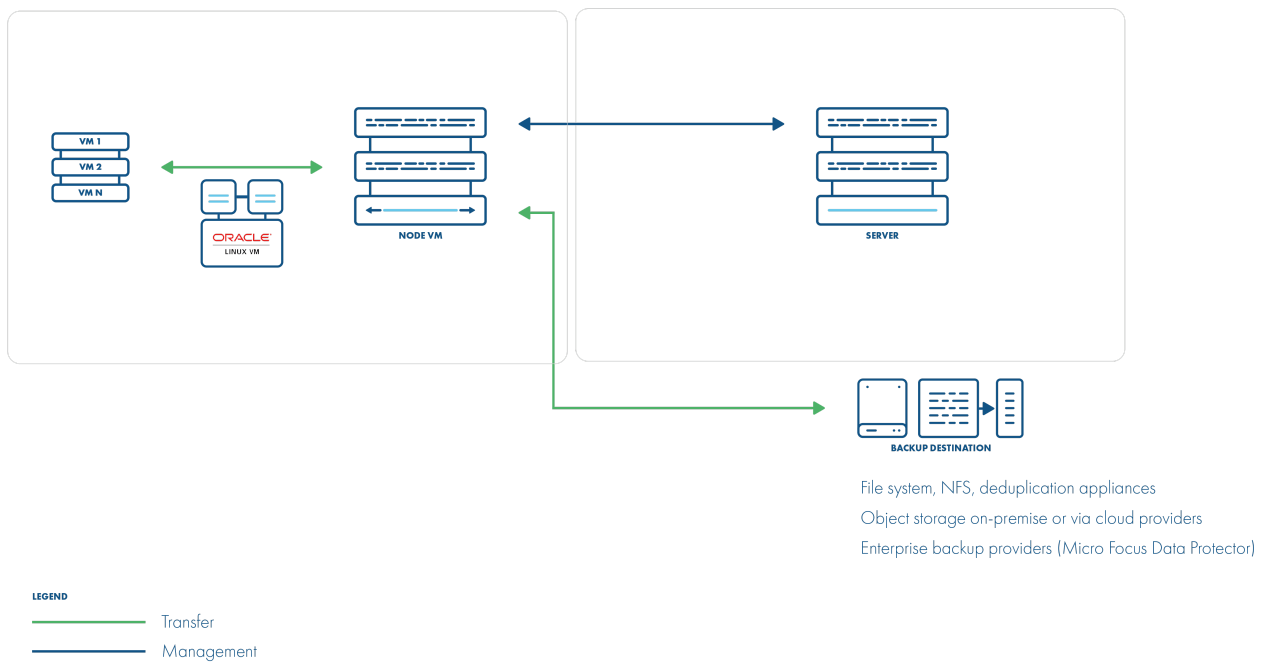 VM 1
VM 2
VM N
ORACLE
LINUX VM
NODE VM
SERVER
BACKUP DESTINATION
File system, NFS, deduplication appliances
Object storage on-premise or via cloud providers
Enterprise backup providers (Micro Focus Data Protector)
LEGEND
Transfer
Management